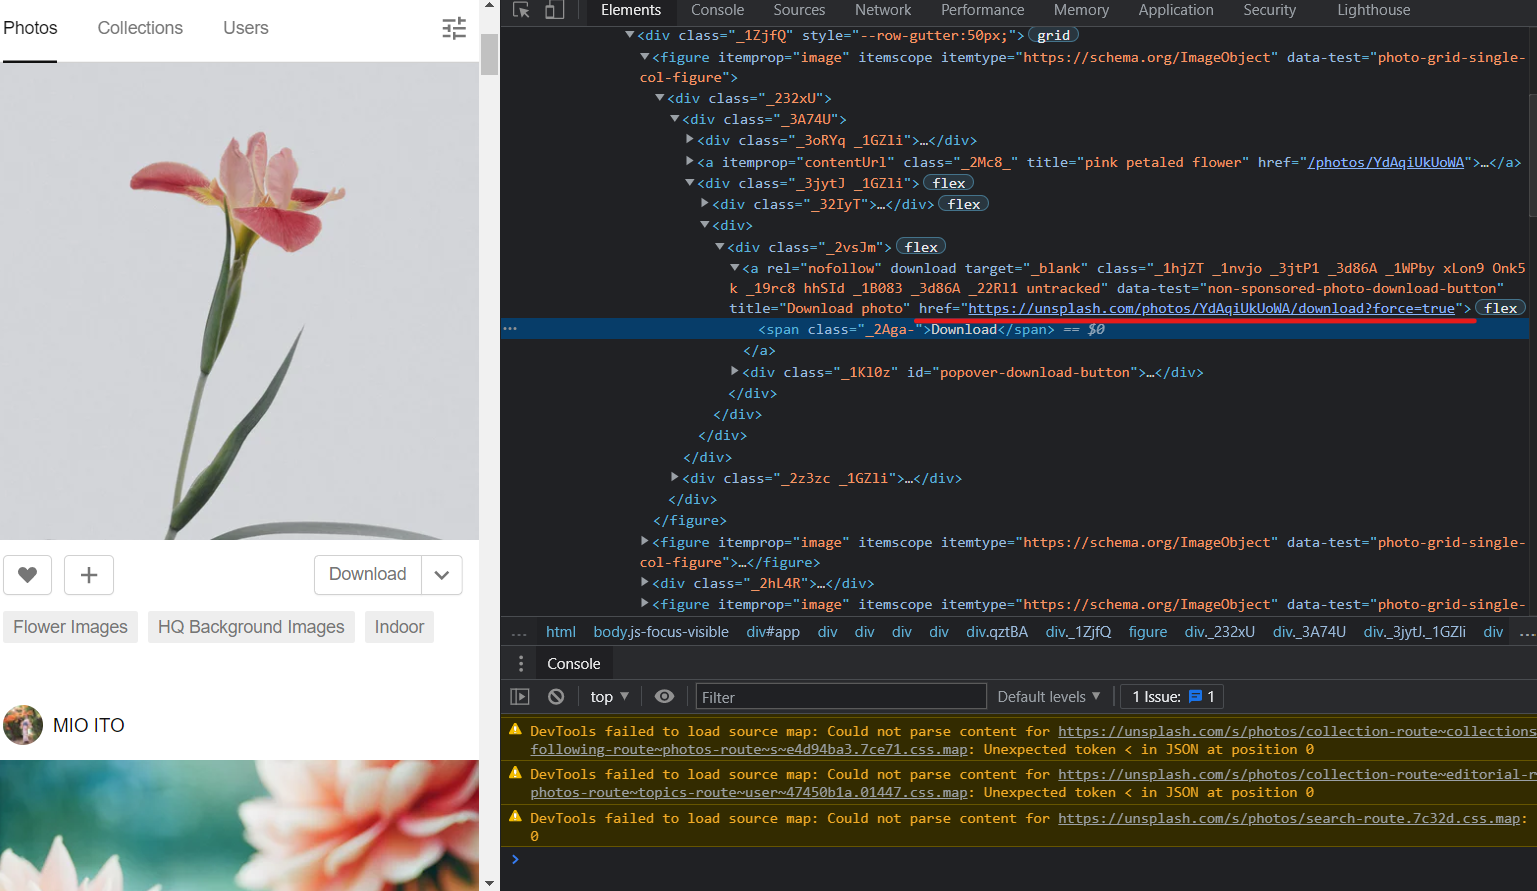 Photos Collections Users
Download
Flower Images HQ Background Images Indoor
MIO ITO
Elements Console Sources Network Performance Memory Application Security Lighthouse
<div class="_1ZjfQ" style="--row-gutter:50px;"> grid
<figure itemprop="image" itemscope itemtype="https://schema.org/ImageObject" data-test="photo-grid-single-
col-figure">
<div class="_232xU">
<div class="_3A74U">
<div class="_3oRYq _1GZli">…</div>
<a itemprop="contentUrl" class="_2Mc8_" title="pink petaled flower" href="/photos/YdAqiUkUoWA">…</a>
<div class="_3jytJ _1GZli"> flex
<div class="_32IyT">…</div> flex
<div>
<div class="_2vsJm"> flex
<a rel="nofollow" download target="_blank" class="_1hjZT _1nvjo _3jtP1 _3d86A _1WPby xLon9 Onk5
k _19rc8 hhSId _1B083 _3d86A _22Rl1 untracked" data-test="non-sponsored-photo-download-button"
title="Download photo" href="https://unsplash.com/photos/YdAqiUkUoWA/download?force=true"> flex
… <span class="_2Aga-">Download</span> == $0
</a>
<div class="_1Kl0z" id="popover-download-button">…</div>
</div>
</div>
</div>
</div>
<div class="_2z3zc _1GZli">…</div>
</div>
</figure>
<figure itemprop="image" itemscope itemtype="https://schema.org/ImageObject" data-test="photo-grid-single-
col-figure">…</figure>
<div class="_2hL4R">…</div>
<figure itemprop="image" itemscope itemtype="https://schema.org/ImageObject" data-test="photo-grid-single-
… html body.js-focus-visible div#app div div div div div.qztBA div._1ZjfQ figure div._232xU div._3A74U div._3jytJ._1GZli div …
Console
top Filter Default levels 1 Issue: 1
DevTools failed to load source map: Could not parse content for https://unsplash.com/s/photos/collection-route~collections
following-route~photos-route~s~e4d94ba3.7ce71.css.map: Unexpected token < in JSON at position 0
DevTools failed to load source map: Could not parse content for https://unsplash.com/s/photos/collection-route~editorial-r
photos-route~topics-route~user~47450b1a.01447.css.map: Unexpected token < in JSON at position 0
DevTools failed to load source map: Could not parse content for https://unsplash.com/s/photos/search-route.7c32d.css.map:
0